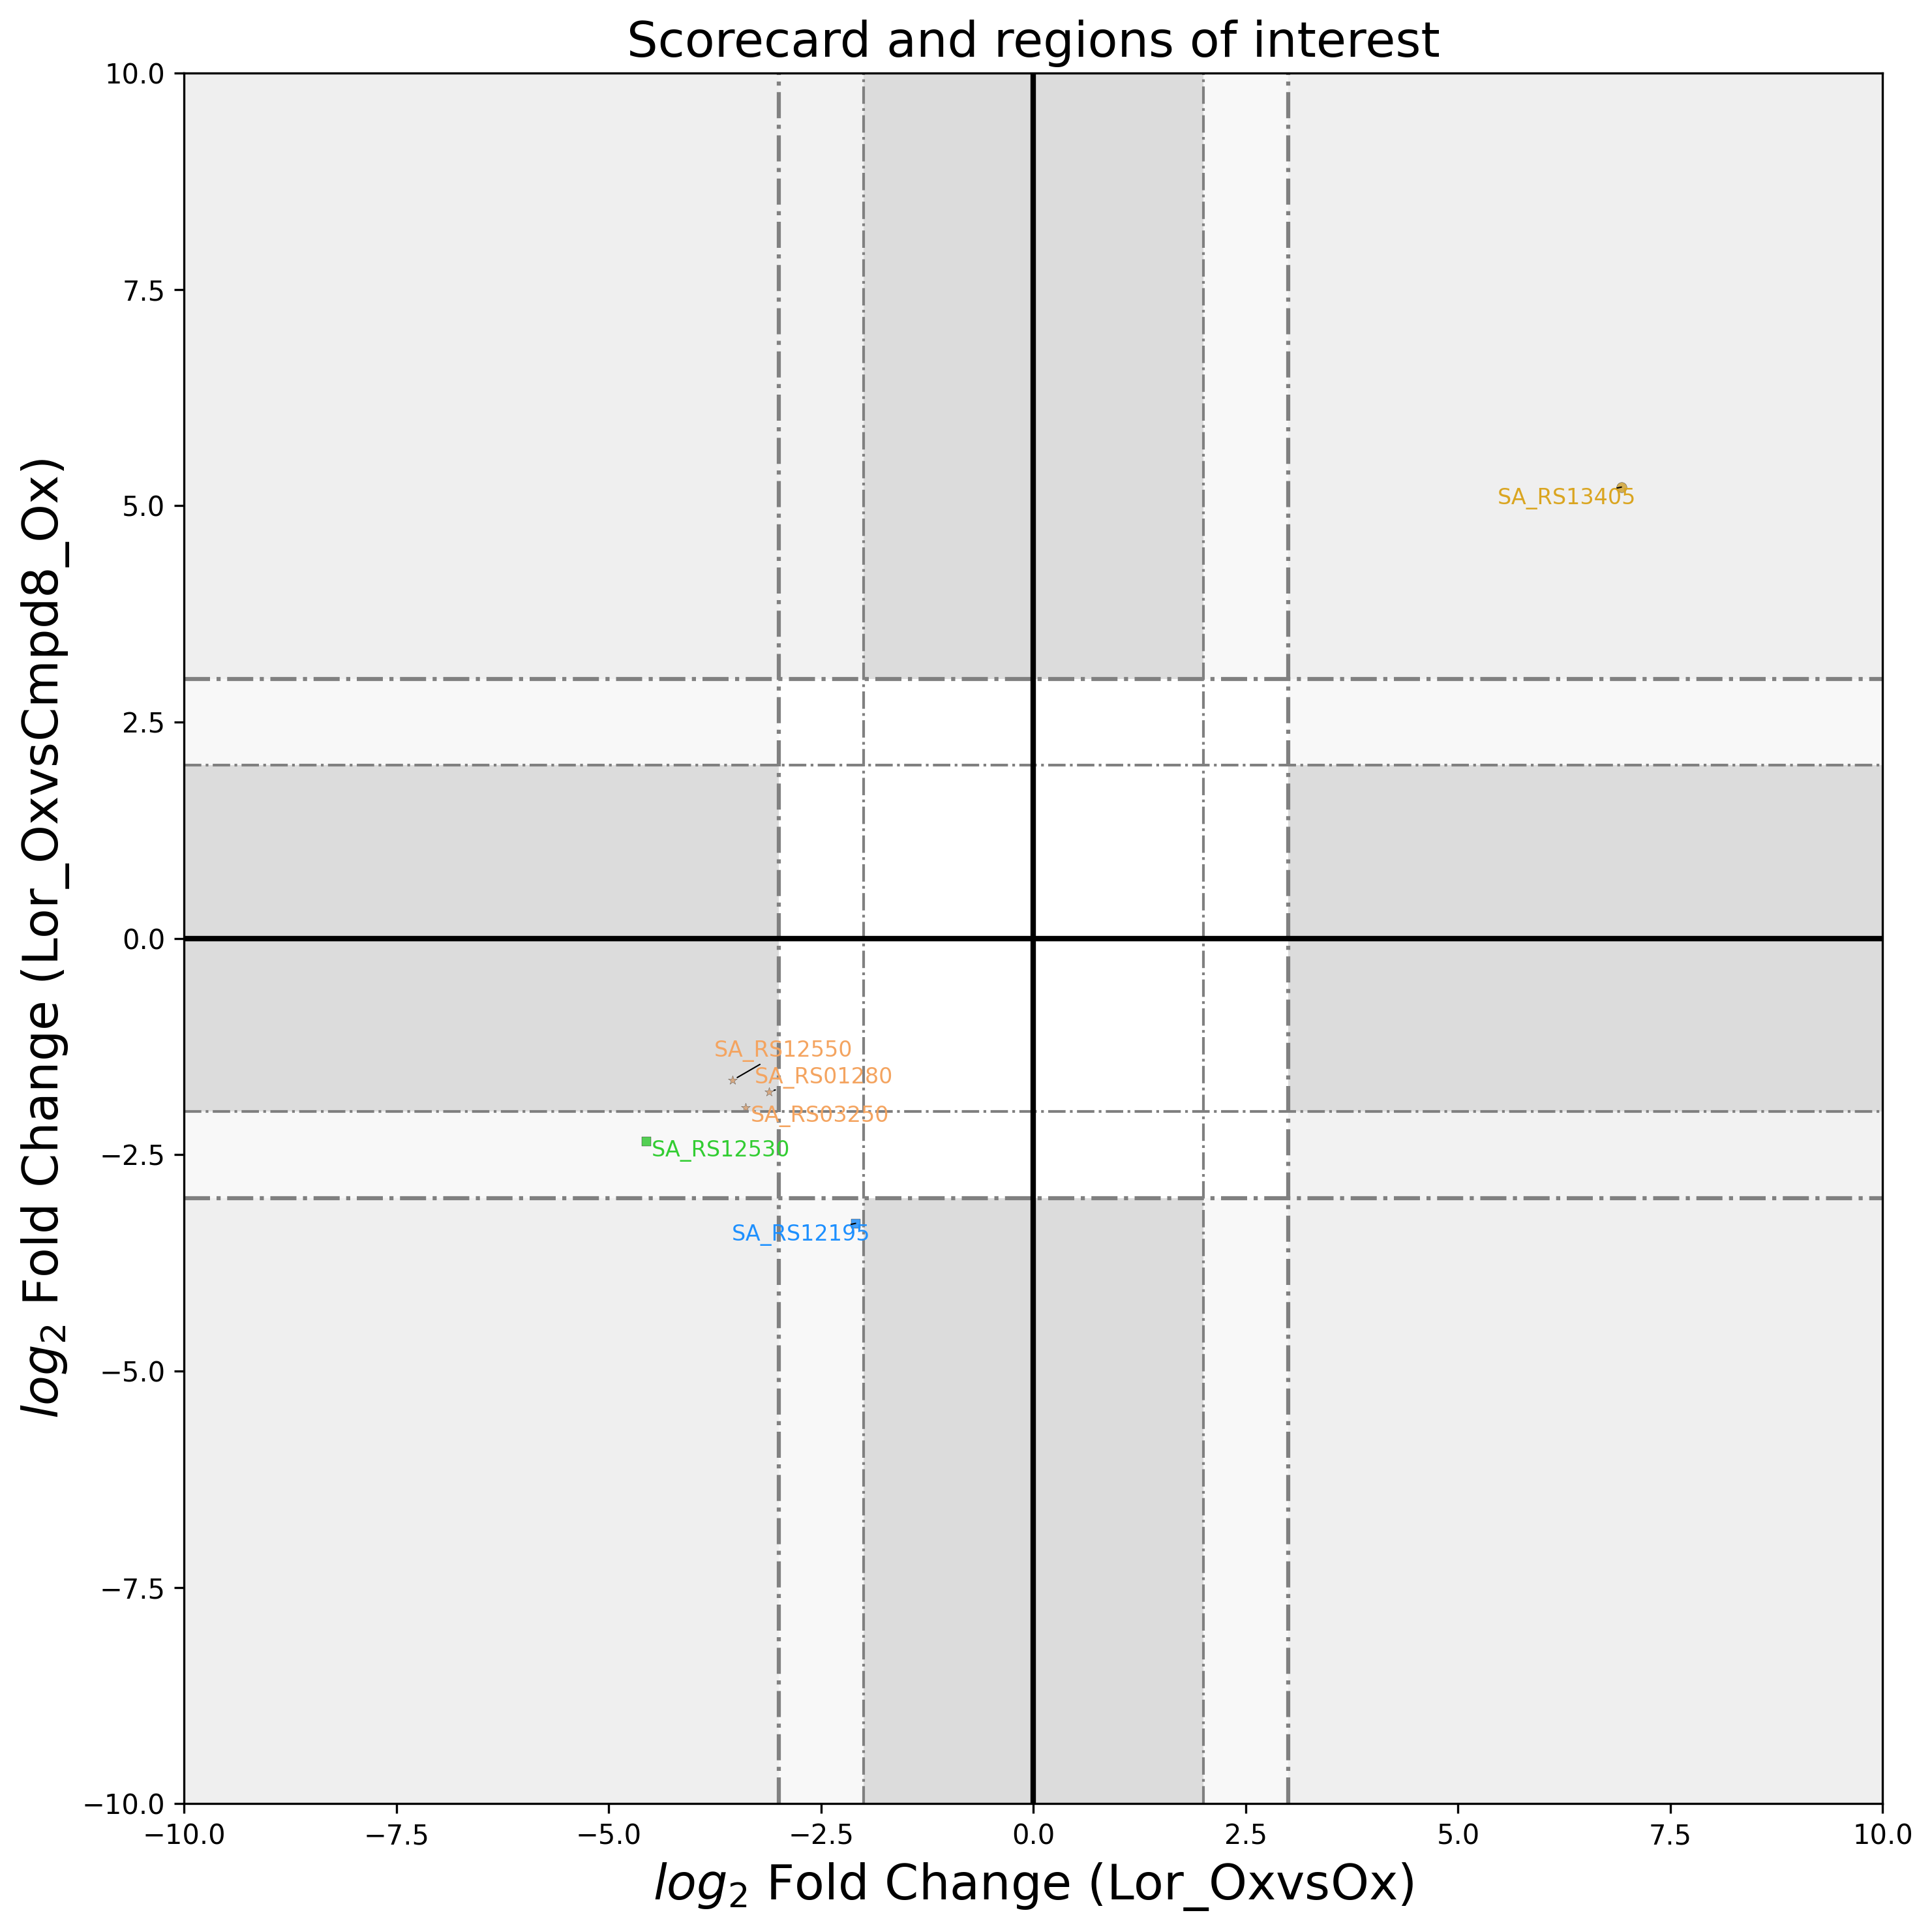 Scorecard and regions of interest
10.0
7.5
5.0
2.5
0.0
−2.5
−5.0
−7.5
−10.0
log2 Fold Change (Lor_OxvsCmpd8_Ox)
SA_RS13405
SA_RS12550
SA_RS01280
SA_RS03250
SA_RS12530
SA_RS12195
−10.0 −7.5 −5.0 −2.5 0.0 2.5 5.0 7.5 10.0
log2 Fold Change (Lor_OxvsOx)